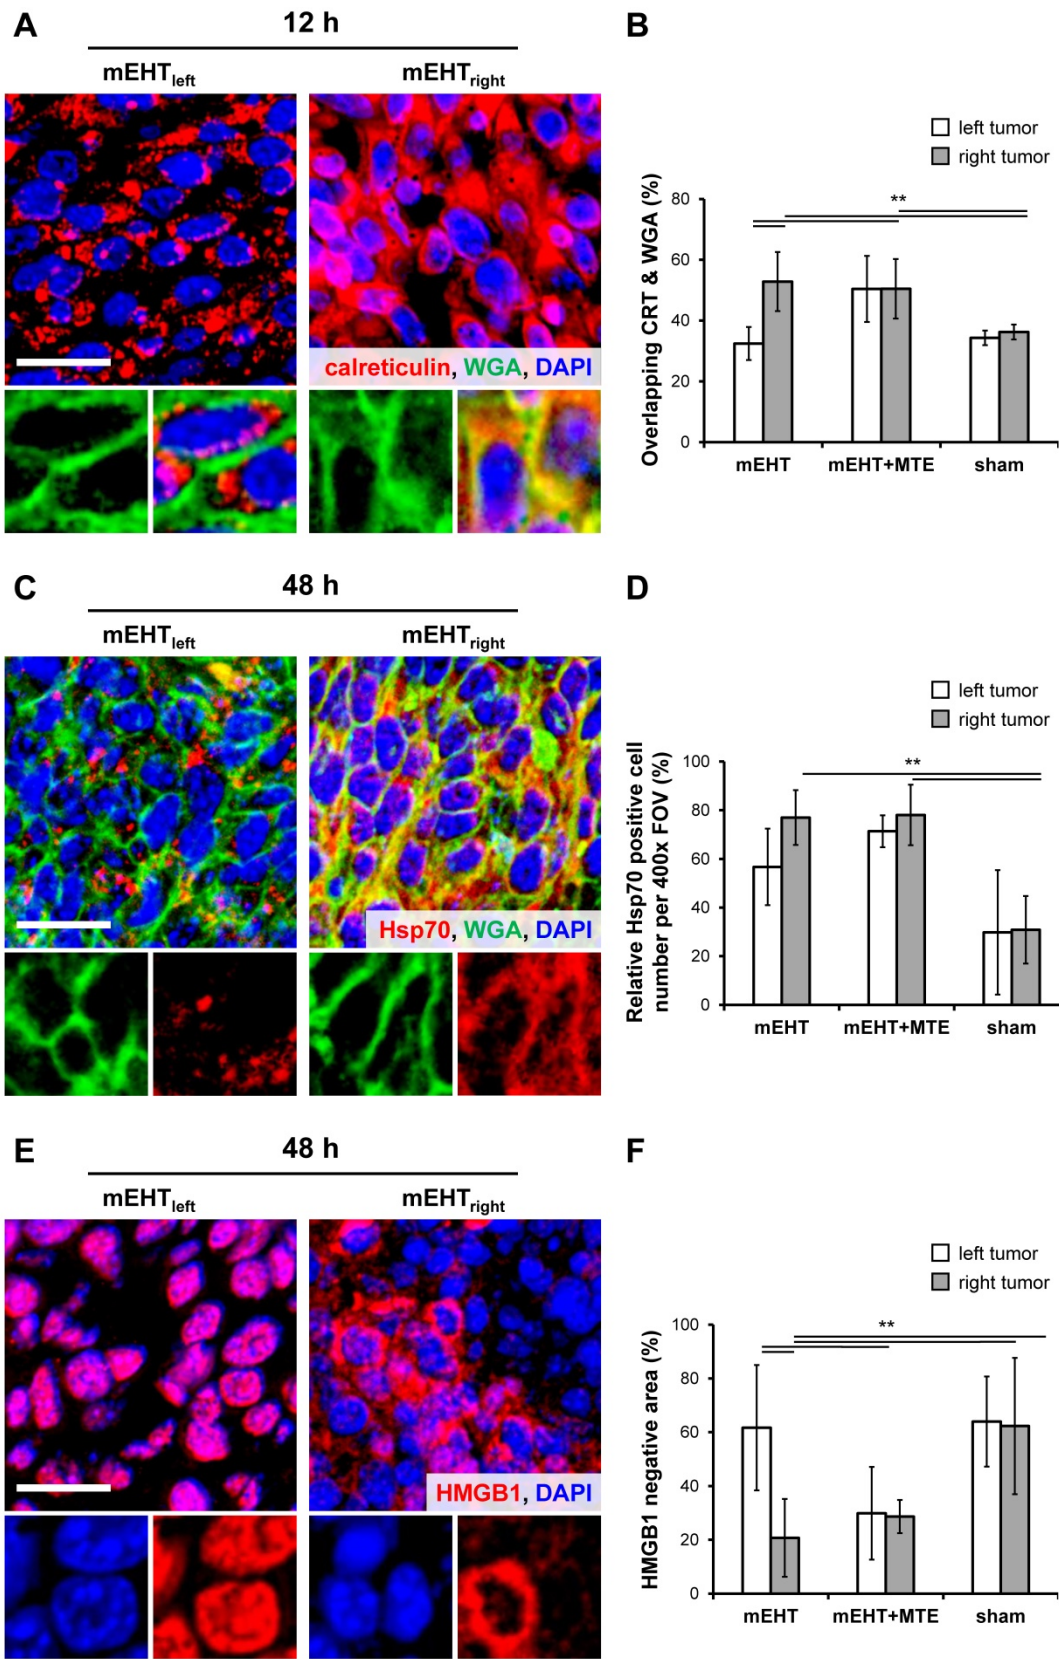 A
12 h
mEHTleft
mEHTright
calreticulin, WGA, DAPI
B
left tumor
right tumor
Overlapping CRT & WGA (%)
**
80
60
40
20
0
mEHT
mEHT+MTE
sham
C
48 h
mEHTleft
mEHTright
Hsp70, WGA, DAPI
D
left tumor
right tumor
Relative Hsp70 positive cell
number per 400x FOV (%)
**
100
80
60
40
20
0
mEHT
mEHT+MTE
sham
E
48 h
mEHTleft
mEHTright
HMGB1, DAPI
F
left tumor
right tumor
HMGB1 negative area (%)
**
100
80
60
40
20
0
mEHT
mEHT+MTE
sham